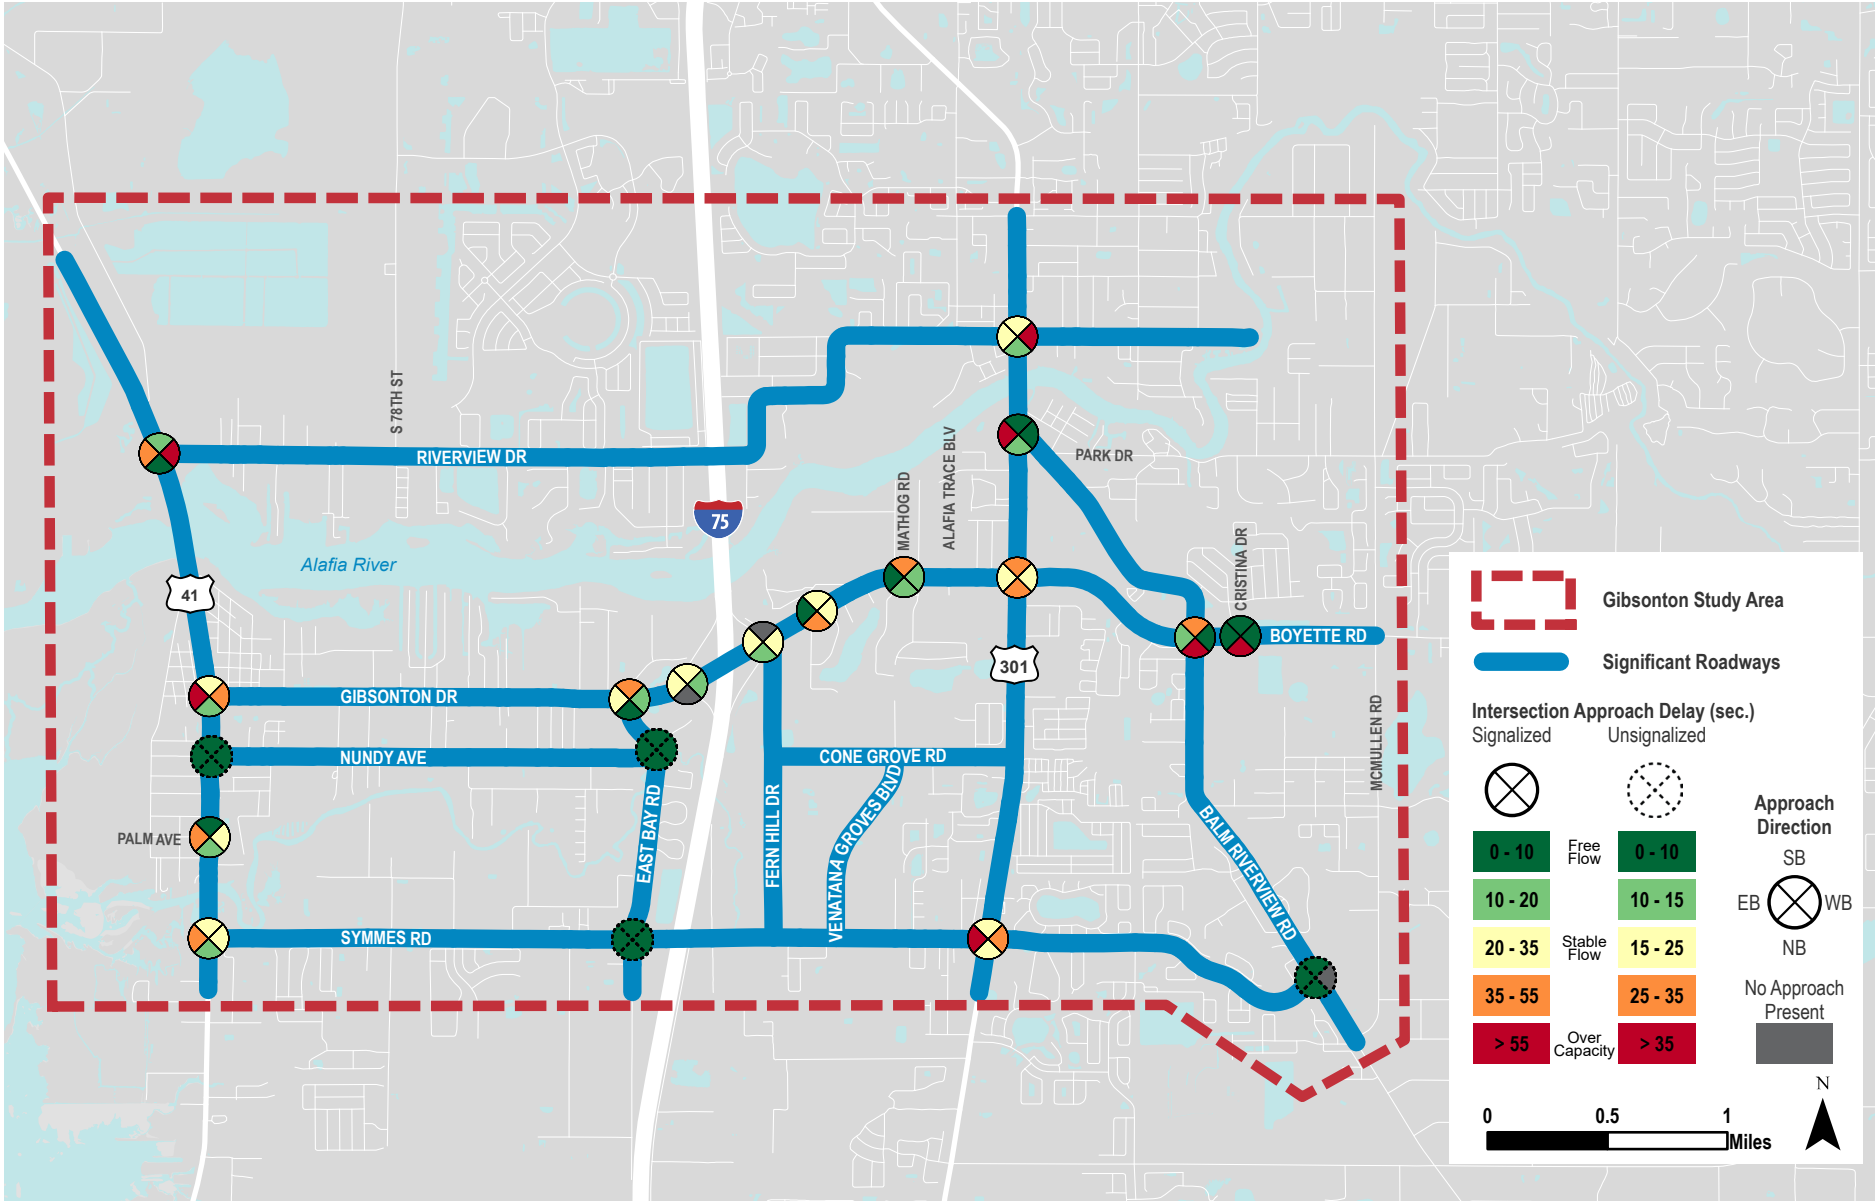 S 78TH ST
RIVERVIEW DR
75
Alafia River
41
MATHOG RD
ALAFIA TRACE BLV
PARK DR
CRISTINA DR
BOYETTE RD
301
GIBSONTON DR
NUNDY AVE
CONE GROVE RD
MCMULLEN RD
PALM AVE
EAST BAY RD
FERN HILL DR
VENATANA GROVES BLVD
BALM RIVERVIEW RD
SYMMES RD
Gibsonton Study Area
Significant Roadways
Intersection Approach Delay (sec.)
Signalized Unsignalized
Approach
Direction
SB
EB WB
NB
0 - 10 Free Flow 0 - 10
10 - 20 10 - 15
20 - 35 Stable Flow 15 - 25
35 - 55 25 - 35
> 55 Over Capacity > 35
No Approach
Present
N
0 0.5 1
Miles